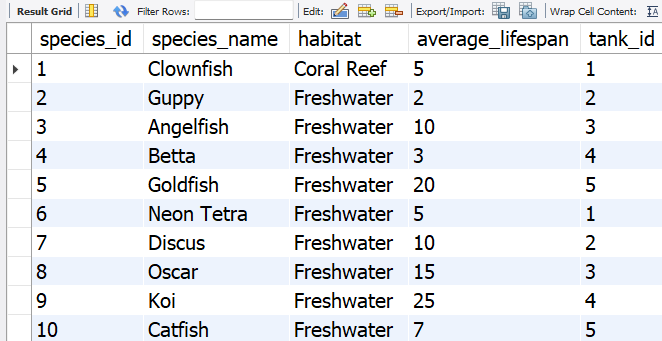 Result Grid Filter Rows: Edit: Export/Import: Wrap Cell Content: IA
species_id species_name habitat average_lifespan tank_id
1 Clownfish Coral Reef 5 1
2 Guppy Freshwater 2 2
3 Angelfish Freshwater 10 3
4 Betta Freshwater 3 4
5 Goldfish Freshwater 20 5
6 Neon Tetra Freshwater 5 1
7 Discus Freshwater 10 2
8 Oscar Freshwater 15 3
9 Koi Freshwater 25 4
10 Catfish Freshwater 7 5